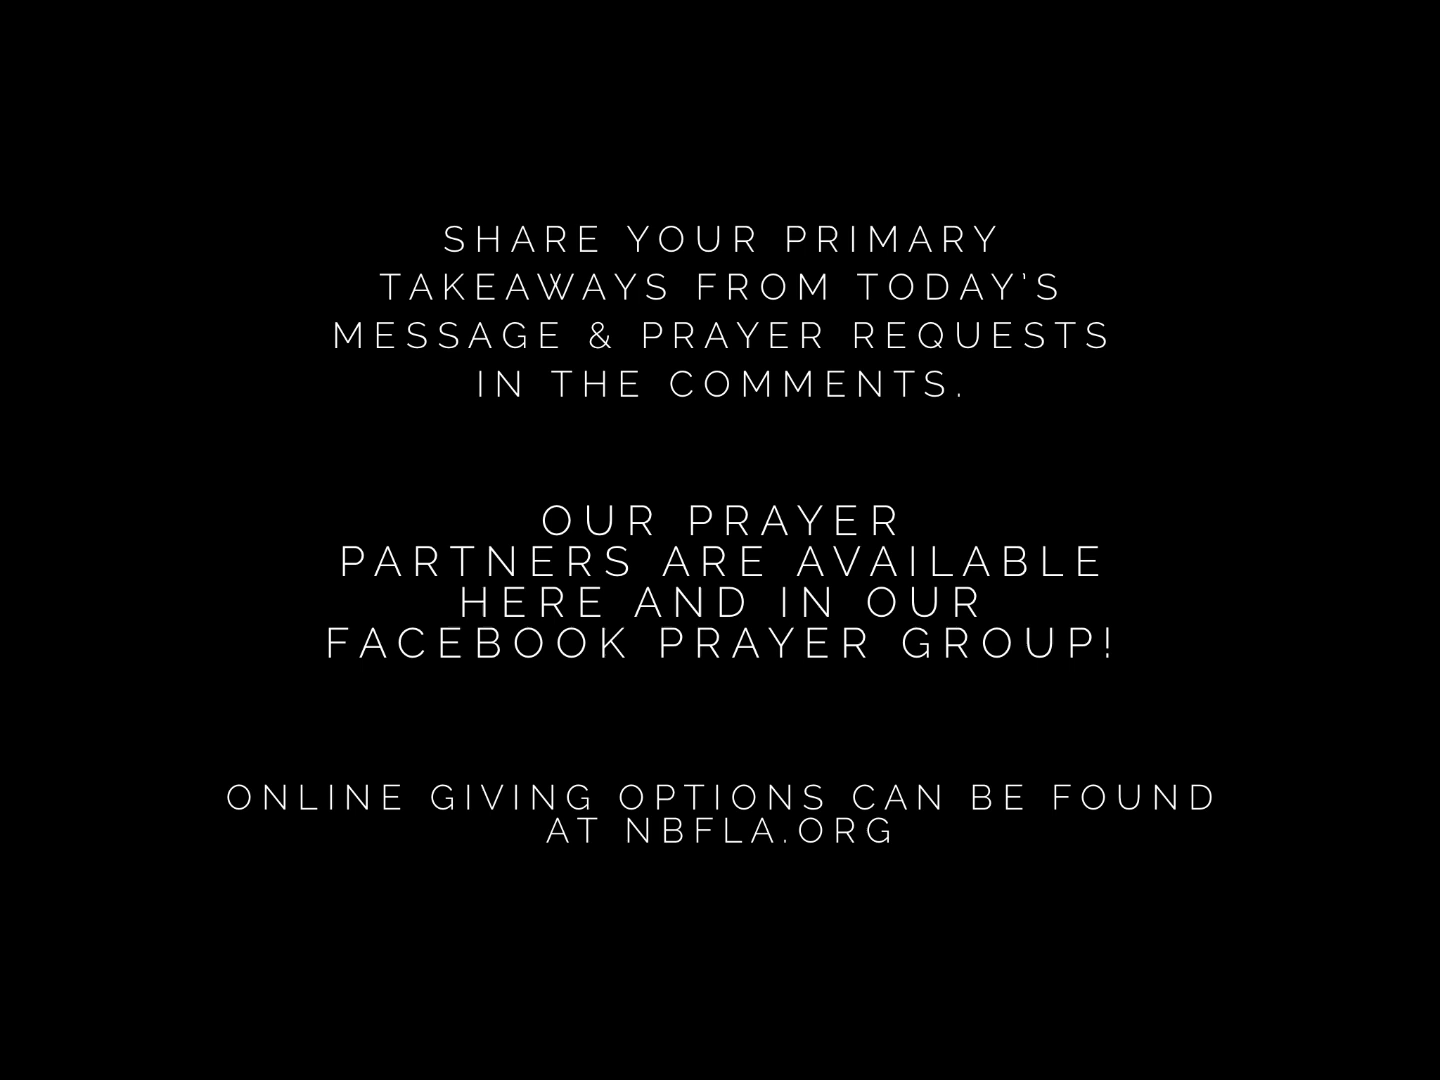 SHARE YOUR PRIMARY
TAKEAWAYS FROM TODAY'S
MESSAGE & PRAYER REQUESTS
IN THE COMMENTS.
OUR PRAYER
PARTNERS ARE AVAILABLE
HERE AND IN OUR
FACEBOOK PRAYER GROUP!
ONLINE GIVING OPTIONS CAN BE FOUND
AT NBFLA.ORG